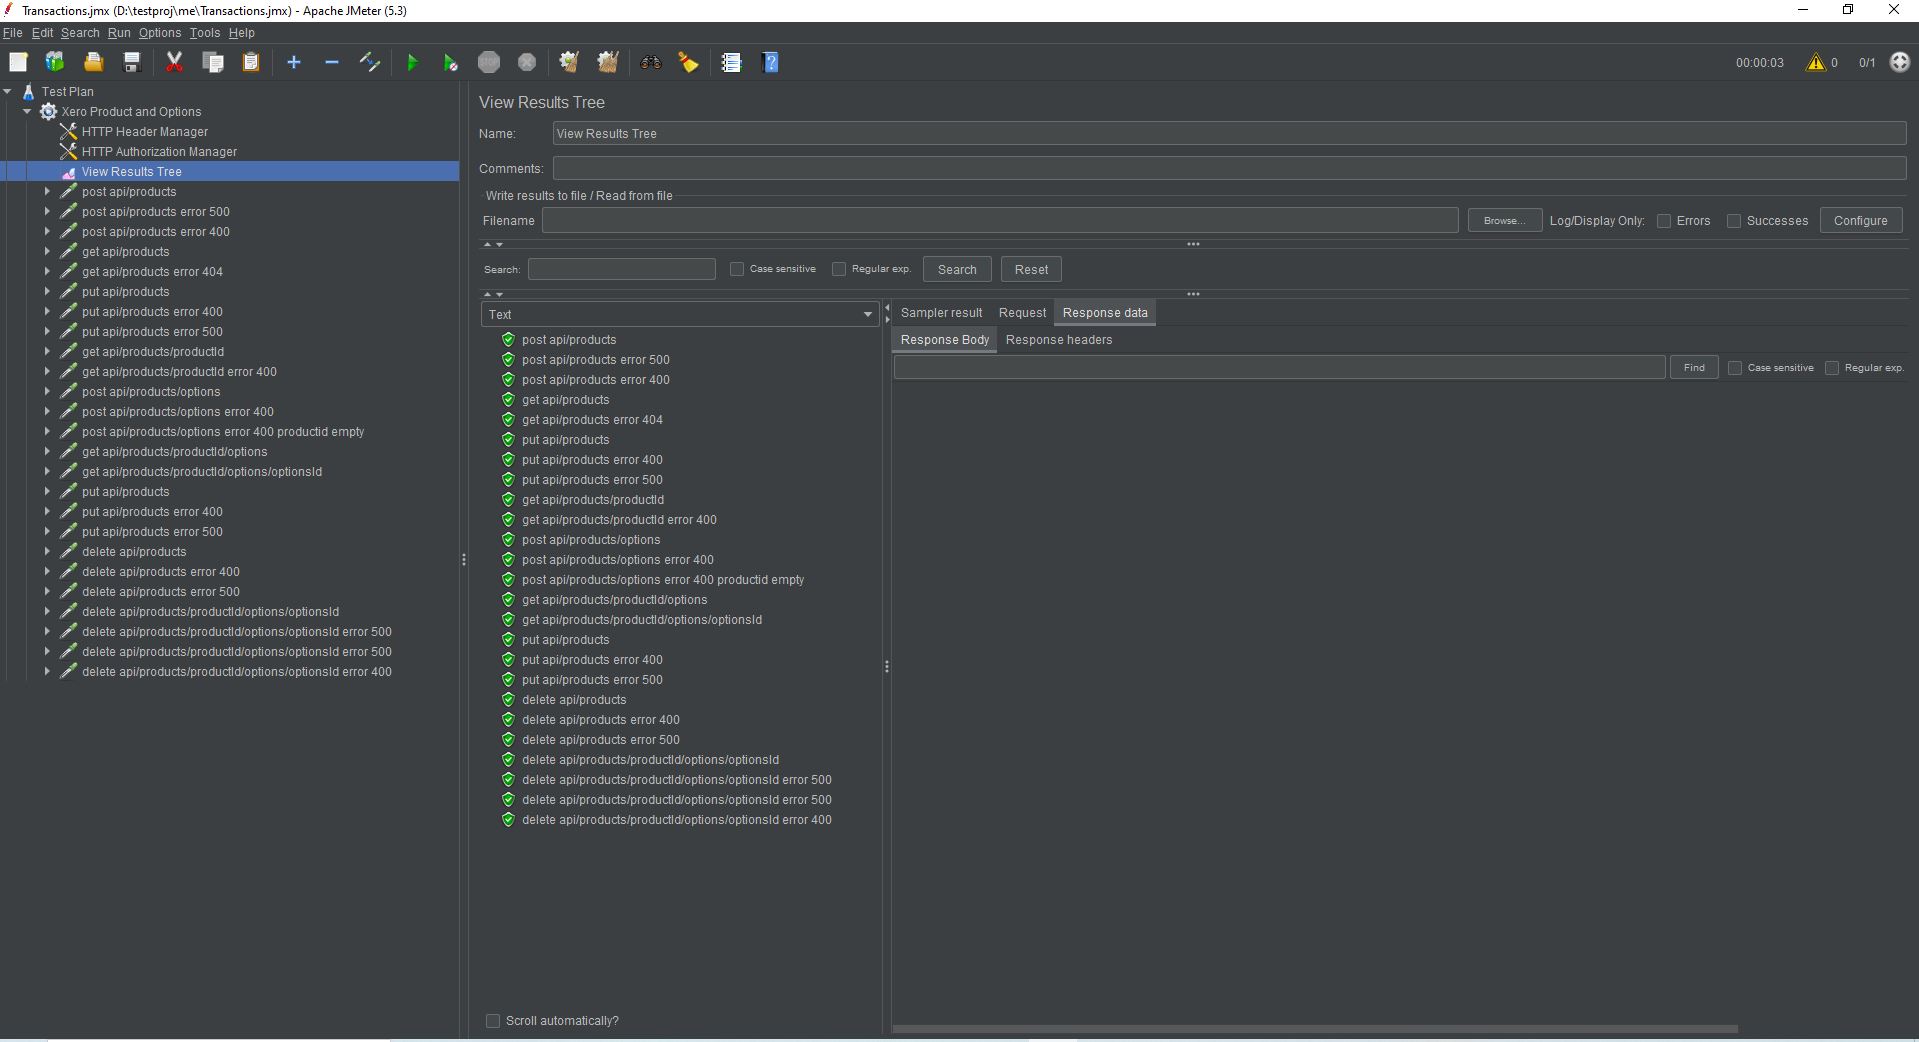 Transactions.jmx (D:\testproj\me\Transactions.jmx) - Apache JMeter (5.3)
File Edit Search Run Options Tools Help
STOP
00:00:03 0 0/1
Test Plan
Xero Product and Options
HTTP Header Manager
HTTP Authorization Manager
View Results Tree
post api/products
post api/products error 500
post api/products error 400
get api/products
get api/products error 404
put api/products
put api/products error 400
put api/products error 500
get api/products/productId
get api/products/productId error 400
post api/products/options
post api/products/options error 400
post api/products/options error 400 productid empty
get api/products/productId/options
get api/products/productId/options/optionsId
put api/products
put api/products error 400
put api/products error 500
delete api/products
delete api/products error 400
delete api/products error 500
delete api/products/productId/options/optionsId
delete api/products/productId/options/optionsId error 500
delete api/products/productId/options/optionsId error 500
delete api/products/productId/options/optionsId error 400
View Results Tree
Name: View Results Tree
Comments:
Write results to file / Read from file
Filename Browse... Log/Display Only: Errors Successes Configure
Search: Case sensitive Regular exp. Search Reset
Text
post api/products
post api/products error 500
post api/products error 400
get api/products
get api/products error 404
put api/products
put api/products error 400
put api/products error 500
get api/products/productId
get api/products/productId error 400
post api/products/options
post api/products/options error 400
post api/products/options error 400 productid empty
get api/products/productId/options
get api/products/productId/options/optionsId
put api/products
put api/products error 400
put api/products error 500
delete api/products
delete api/products error 400
delete api/products error 500
delete api/products/productId/options/optionsId
delete api/products/productId/options/optionsId error 500
delete api/products/productId/options/optionsId error 500
delete api/products/productId/options/optionsId error 400
Scroll automatically?
Sampler result Request Response data
Response Body Response headers
Find Case sensitive Regular exp.